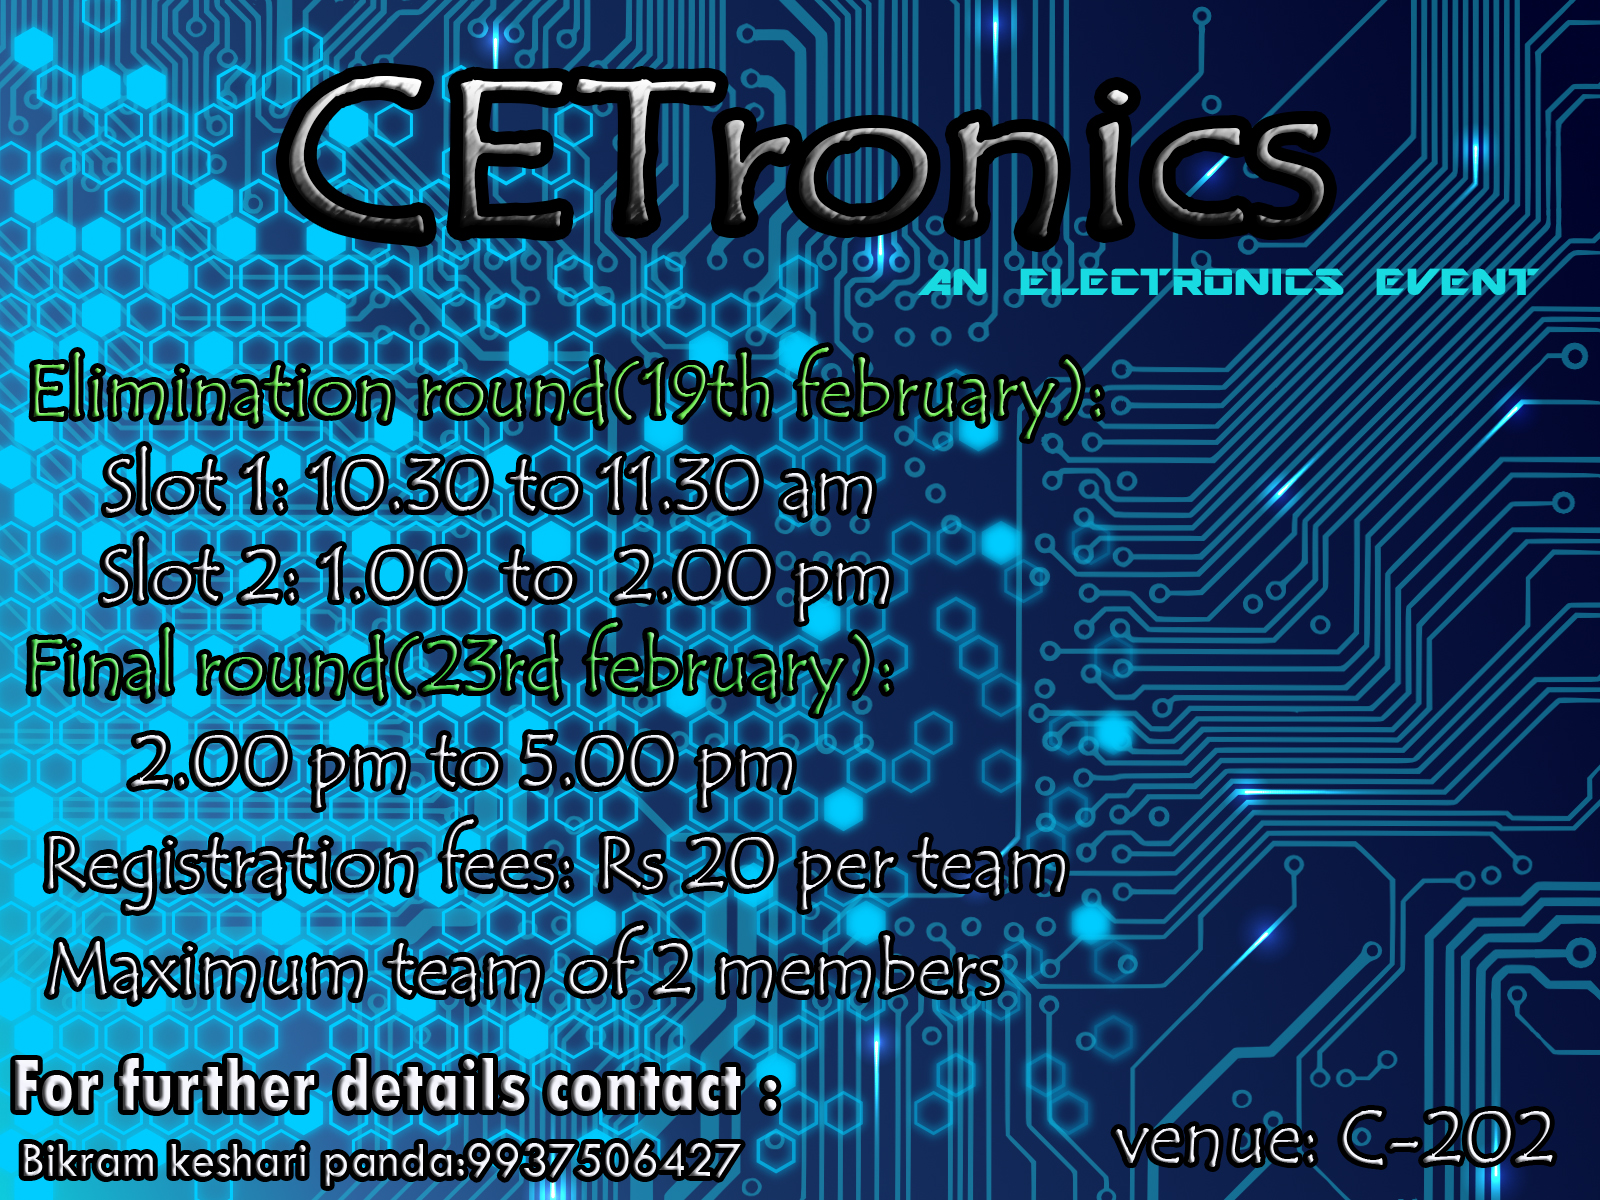 CETronics
AN ELECTRONICS EVENT
Elimination round(19th february):
Slot 1: 10.30 to 11.30 am
Slot 2: 1.00 to 2.00 pm
Final round(23rd february):
2.00 pm to 5.00 pm
Registration fees: Rs 20 per team
Maximum team of 2 members
For further details contact :
Bikram keshari panda:9937506427
venue: C-202